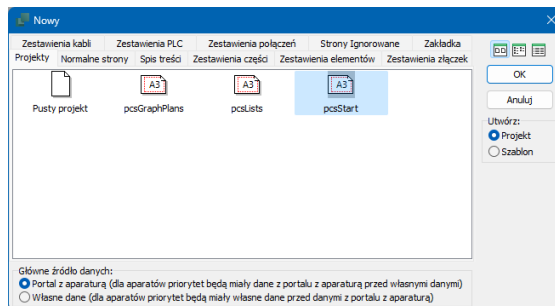 Nowy
Zestawienia kabli Zestawienia PLC Zestawienia połączeń Strony Ignorowane Zakładka
Projekty Normalne strony Spis treści Zestawienia części Zestawienia elementów Zestawienia złączek
OK
Anuluj
Utwórz:
Projekt
Szablon
A3 A3 A3
Pusty projekt pcsGraphPlans pcsLists pcsStart
Główne źródło danych:
Portal z aparaturą (dla aparatów priorytet będą miały dane z portalu z aparaturą przed własnymi danymi)
Własne dane (dla aparatów priorytet będą miały własne dane przed danymi z portalu z aparaturą)